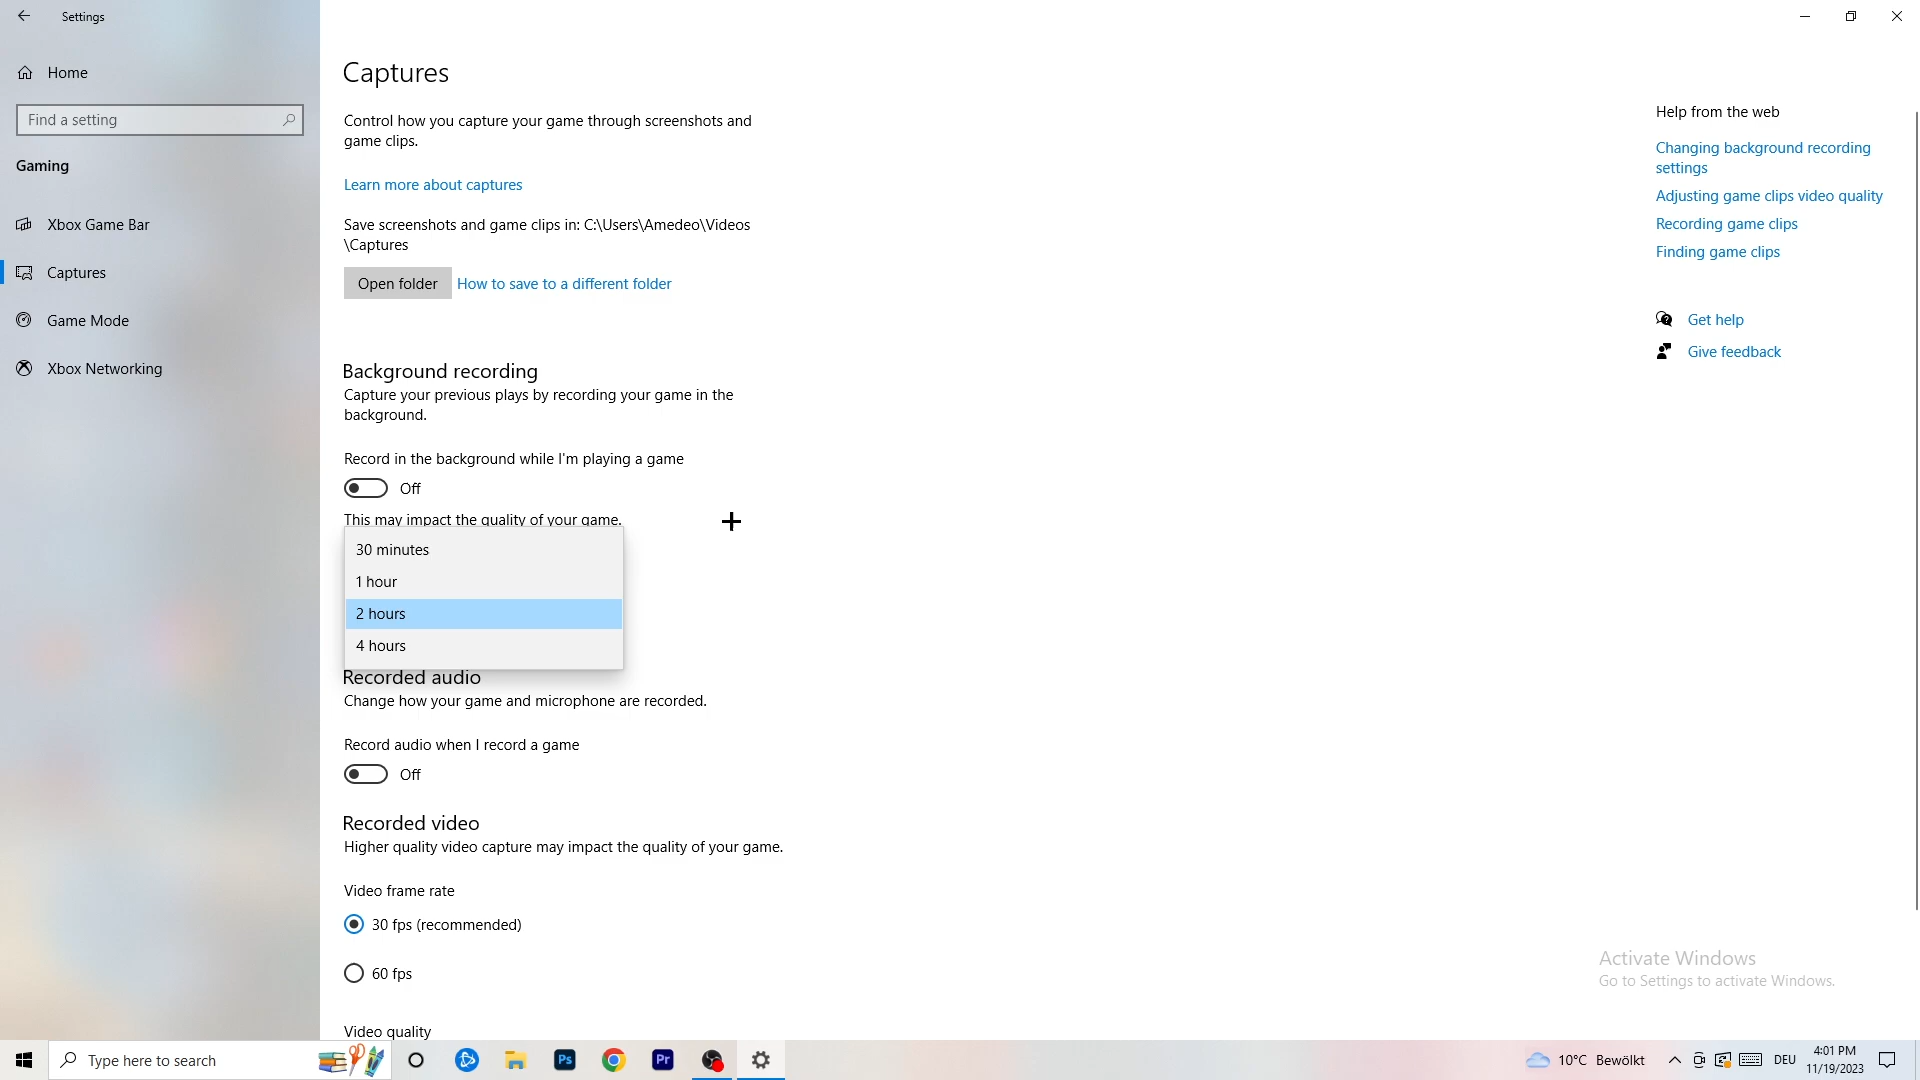 Settings
Home
Find a setting
Gaming
Xbox Game Bar
Captures
Game Mode
Xbox Networking
Captures
Control how you capture your game through screenshots and
game clips.
Learn more about captures
Save screenshots and game clips in: C:\Users\Amedeo\Videos
\Captures
Open folder
How to save to a different folder
Background recording
Capture your previous plays by recording your game in the
background.
Record in the background while I'm playing a game
Off
This may impact the quality of your game.
30 minutes
1 hour
2 hours
4 hours
Recorded audio
Change how your game and microphone are recorded.
Record audio when I record a game
Off
Recorded video
Higher quality video capture may impact the quality of your game.
Video frame rate
30 fps (recommended)
60 fps
Video quality
Help from the web
Changing background recording
settings
Adjusting game clips video quality
Recording game clips
Finding game clips
Get help
Give feedback
Activate Windows
Go to Settings to activate Windows.
Type here to search
Ps
Pr
10°C Bewölkt
DEU
4:01 PM
11/19/2023